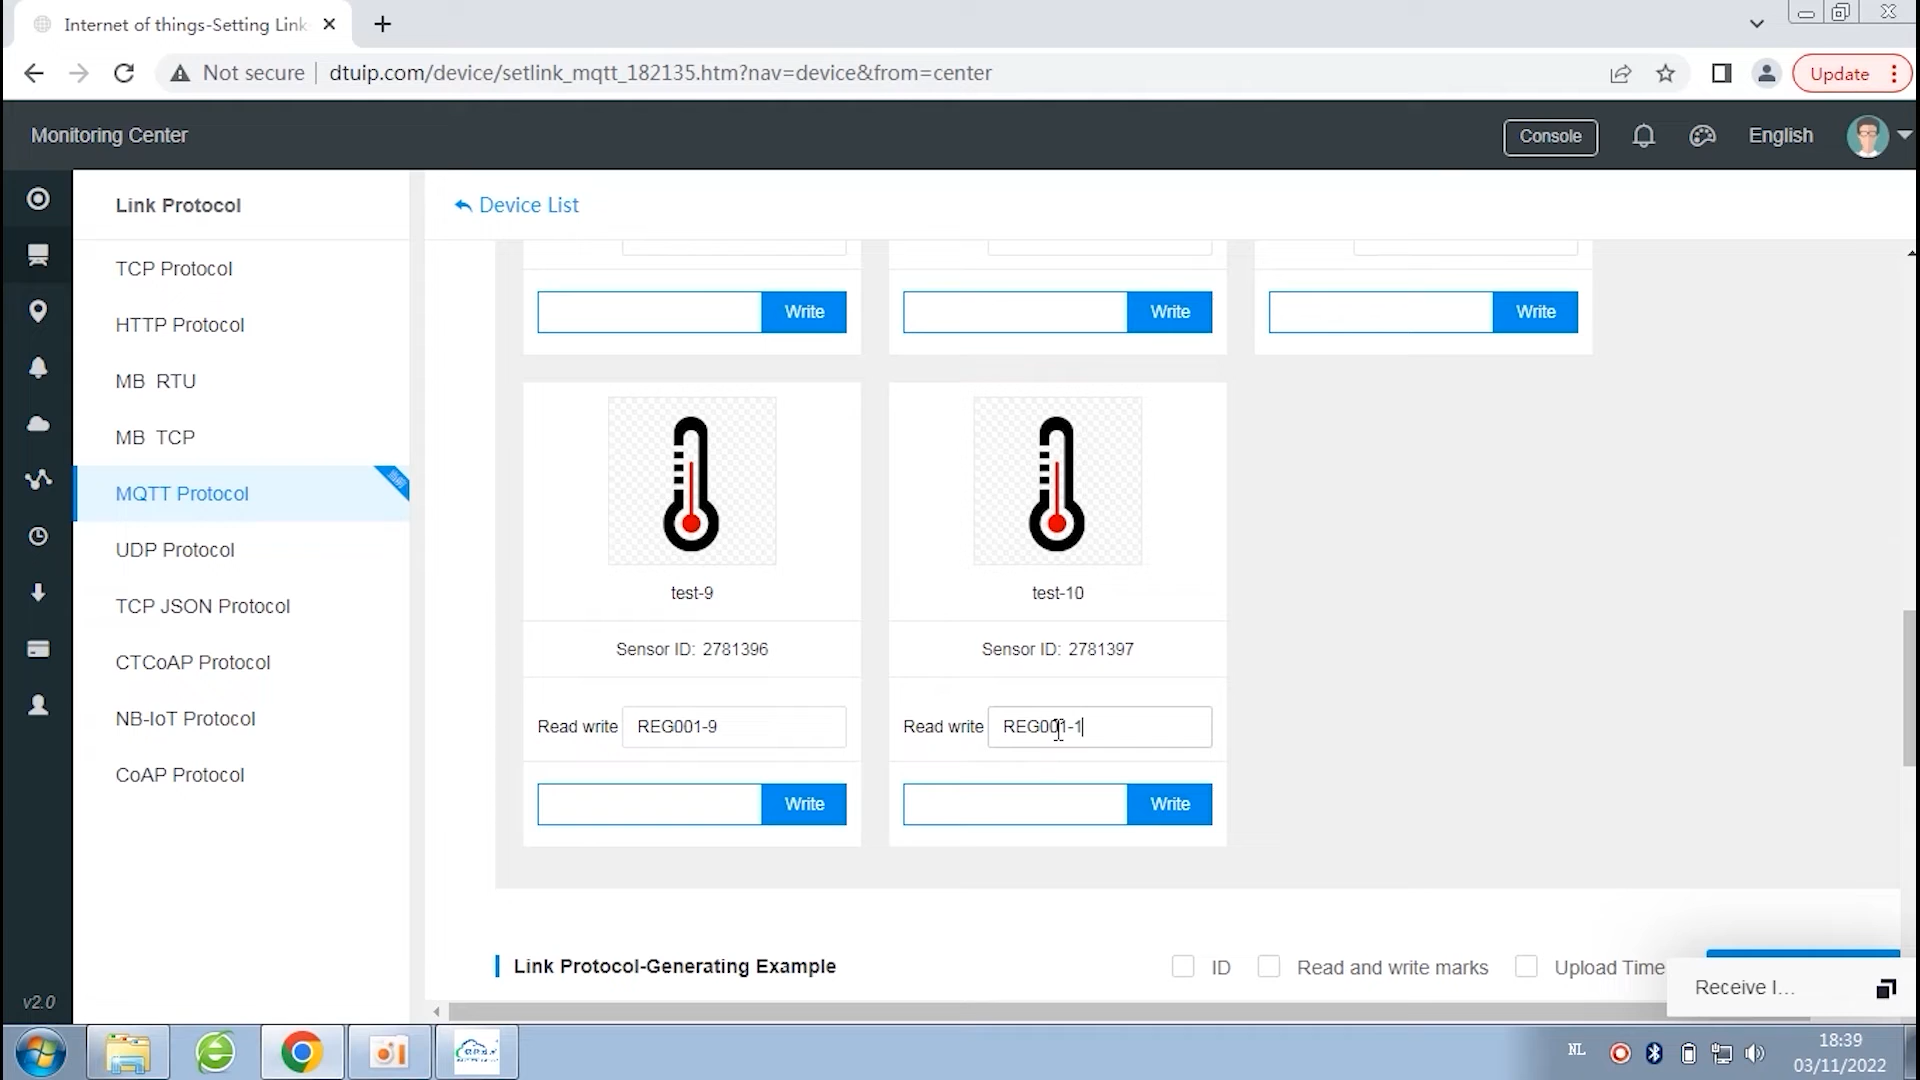 Internet of things-Setting Link
Not secure
dtuip.com/device/setlink_mqtt_182135.htm?nav=device&from=center
Update
Monitoring Center
Console
English
Link Protocol
TCP Protocol
HTTP Protocol
MB RTU
MB TCP
MQTT Protocol
UDP Protocol
TCP JSON Protocol
CTCoAP Protocol
NB-IoT Protocol
CoAP Protocol
v2.0
Device List
Write
Write
Write
test-9
test-10
Sensor ID: 2781396
Sensor ID: 2781397
Read write
REG001-9
Read write
REG001-1
Write
Write
Link Protocol-Generating Example
ID
Read and write marks
Upload Time
Receive I...
NL
18:39
03/11/2022